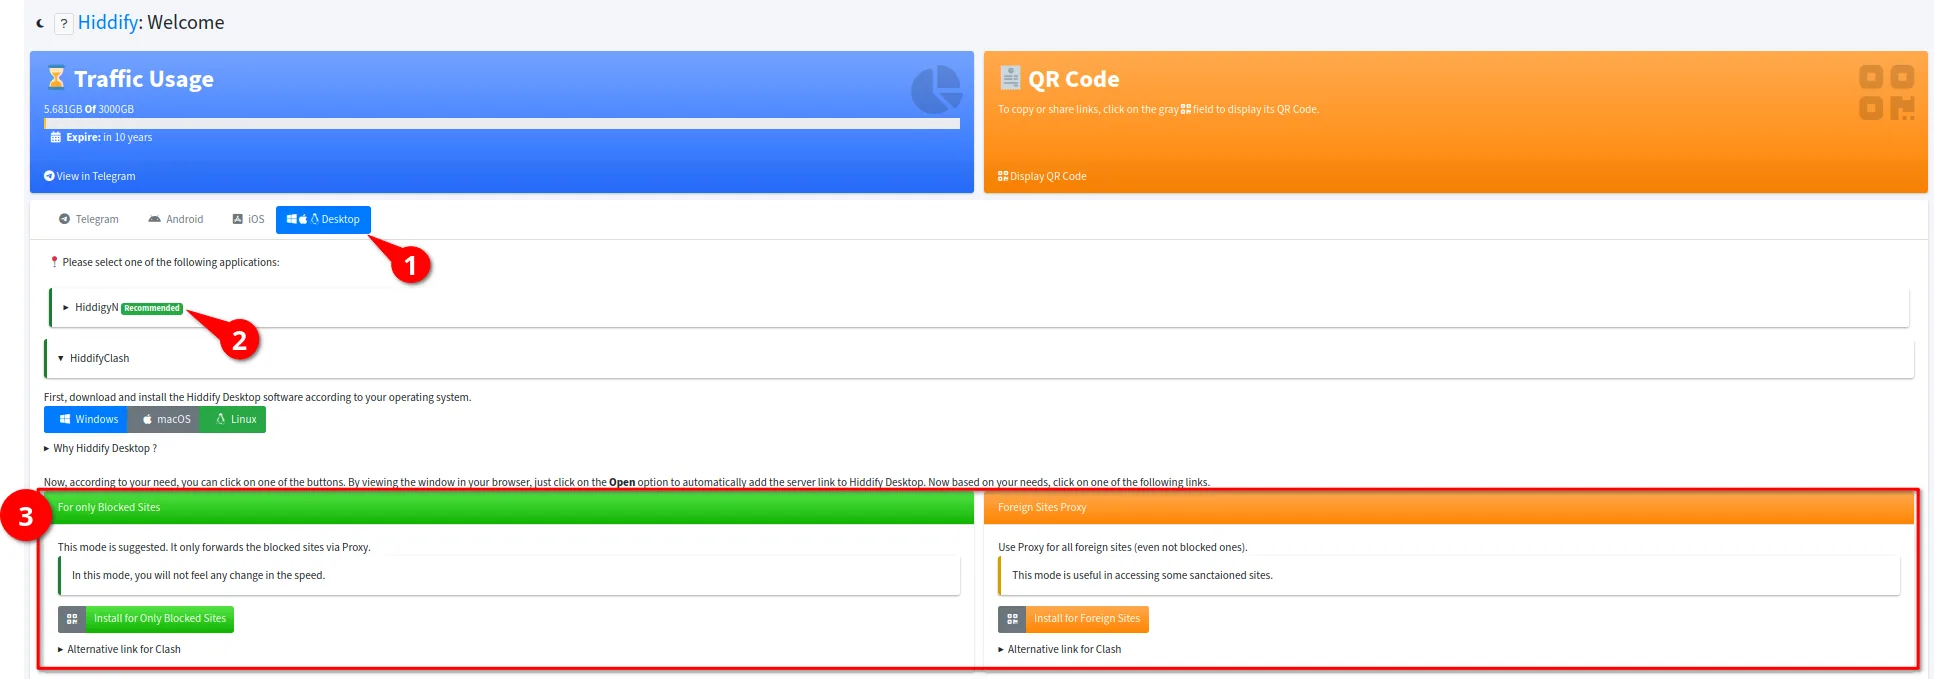 ? Hiddify: Welcome
Traffic Usage
5.681GB Of 3000GB
Expire: in 10 years
View in Telegram
QR Code
To copy or share links, click on the gray field to display its QR Code.
Display QR Code
Telegram Android iOS Desktop
1
Please select one of the following applications:
HiddigyN Recommended
2
HiddifyClash
First, download and install the Hiddify Desktop software according to your operating system.
Windows macOS Linux
Why Hiddify Desktop ?
Now, according to your need, you can click on one of the buttons. By viewing the window in your browser, just click on the Open option to automatically add the server link to Hiddify Desktop. Now based on your needs, click on one of the following links.
3
For only Blocked Sites
This mode is suggested. It only forwards the blocked sites via Proxy.
In this mode, you will not feel any change in the speed.
Install for Only Blocked Sites
Alternative link for Clash
Foreign Sites Proxy
Use Proxy for all foreign sites (even not blocked ones).
This mode is useful in accessing some sanctaioned sites.
Install for Foreign Sites
Alternative link for Clash